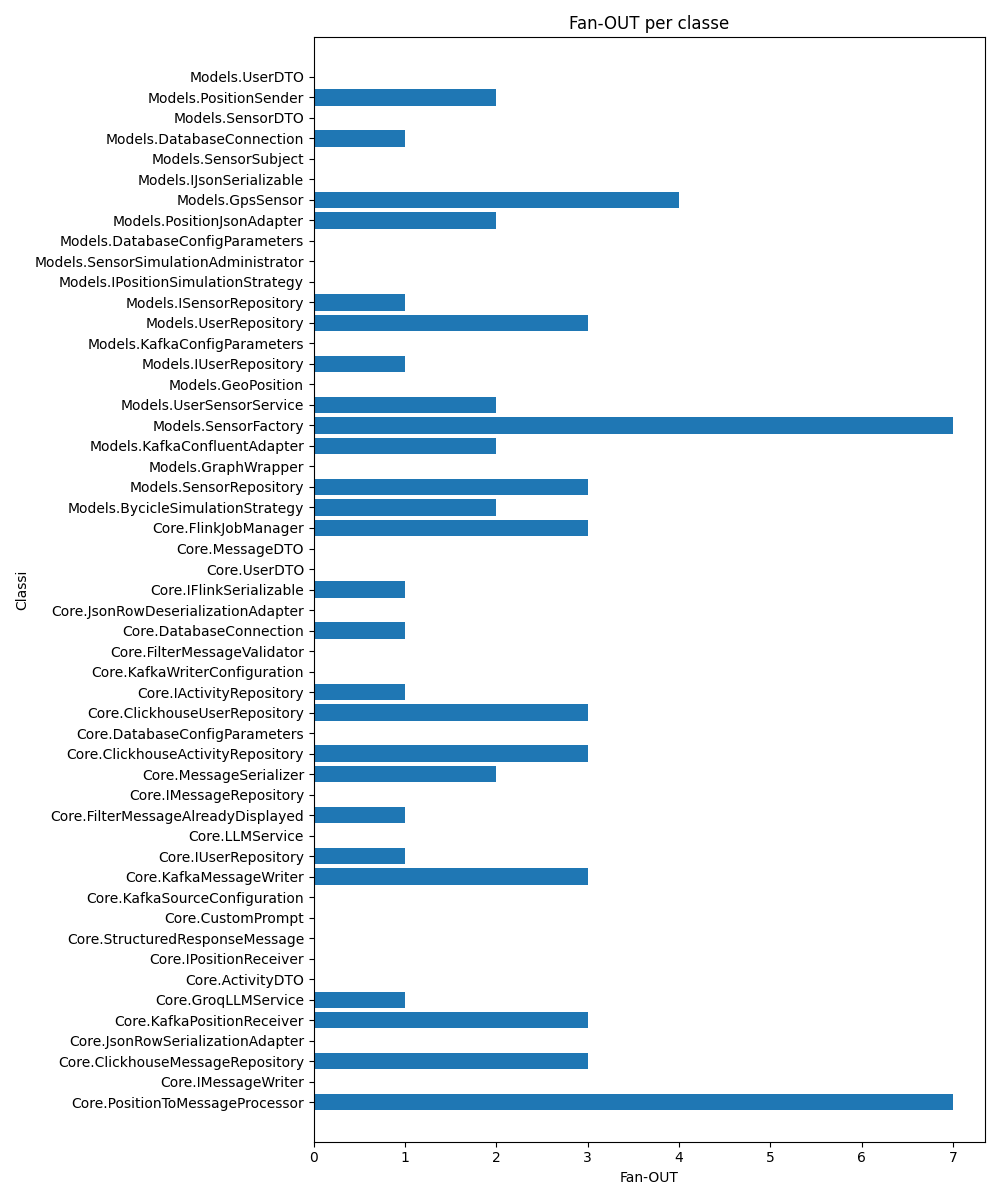 Fan-OUT per classe
Models.UserDTO
Models.PositionSender
Models.SensorDTO
Models.DatabaseConnection
Models.SensorSubject
Models.IJsonSerializable
Models.GpsSensor
Models.PositionJsonAdapter
Models.DatabaseConfigParameters
Models.SensorSimulationAdministrator
Models.IPositionSimulationStrategy
Models.ISensorRepository
Models.UserRepository
Models.KafkaConfigParameters
Models.IUserRepository
Models.GeoPosition
Models.UserSensorService
Models.SensorFactory
Models.KafkaConfluentAdapter
Models.GraphWrapper
Models.SensorRepository
Models.BycicleSimulationStrategy
Core.FlinkJobManager
Core.MessageDTO
Core.UserDTO
Core.IFlinkSerializable
Core.JsonRowDeserializationAdapter
Core.DatabaseConnection
Core.FilterMessageValidator
Core.KafkaWriterConfiguration
Core.IActivityRepository
Core.ClickhouseUserRepository
Core.DatabaseConfigParameters
Core.ClickhouseActivityRepository
Core.MessageSerializer
Core.IMessageRepository
Core.FilterMessageAlreadyDisplayed
Core.LLMService
Core.IUserRepository
Core.KafkaMessageWriter
Core.KafkaSourceConfiguration
Core.CustomPrompt
Core.StructuredResponseMessage
Core.IPositionReceiver
Core.ActivityDTO
Core.GroqLLMService
Core.KafkaPositionReceiver
Core.JsonRowSerializationAdapter
Core.ClickhouseMessageRepository
Core.IMessageWriter
Core.PositionToMessageProcessor
Classi
0 1 2 3 4 5 6 7
Fan-OUT